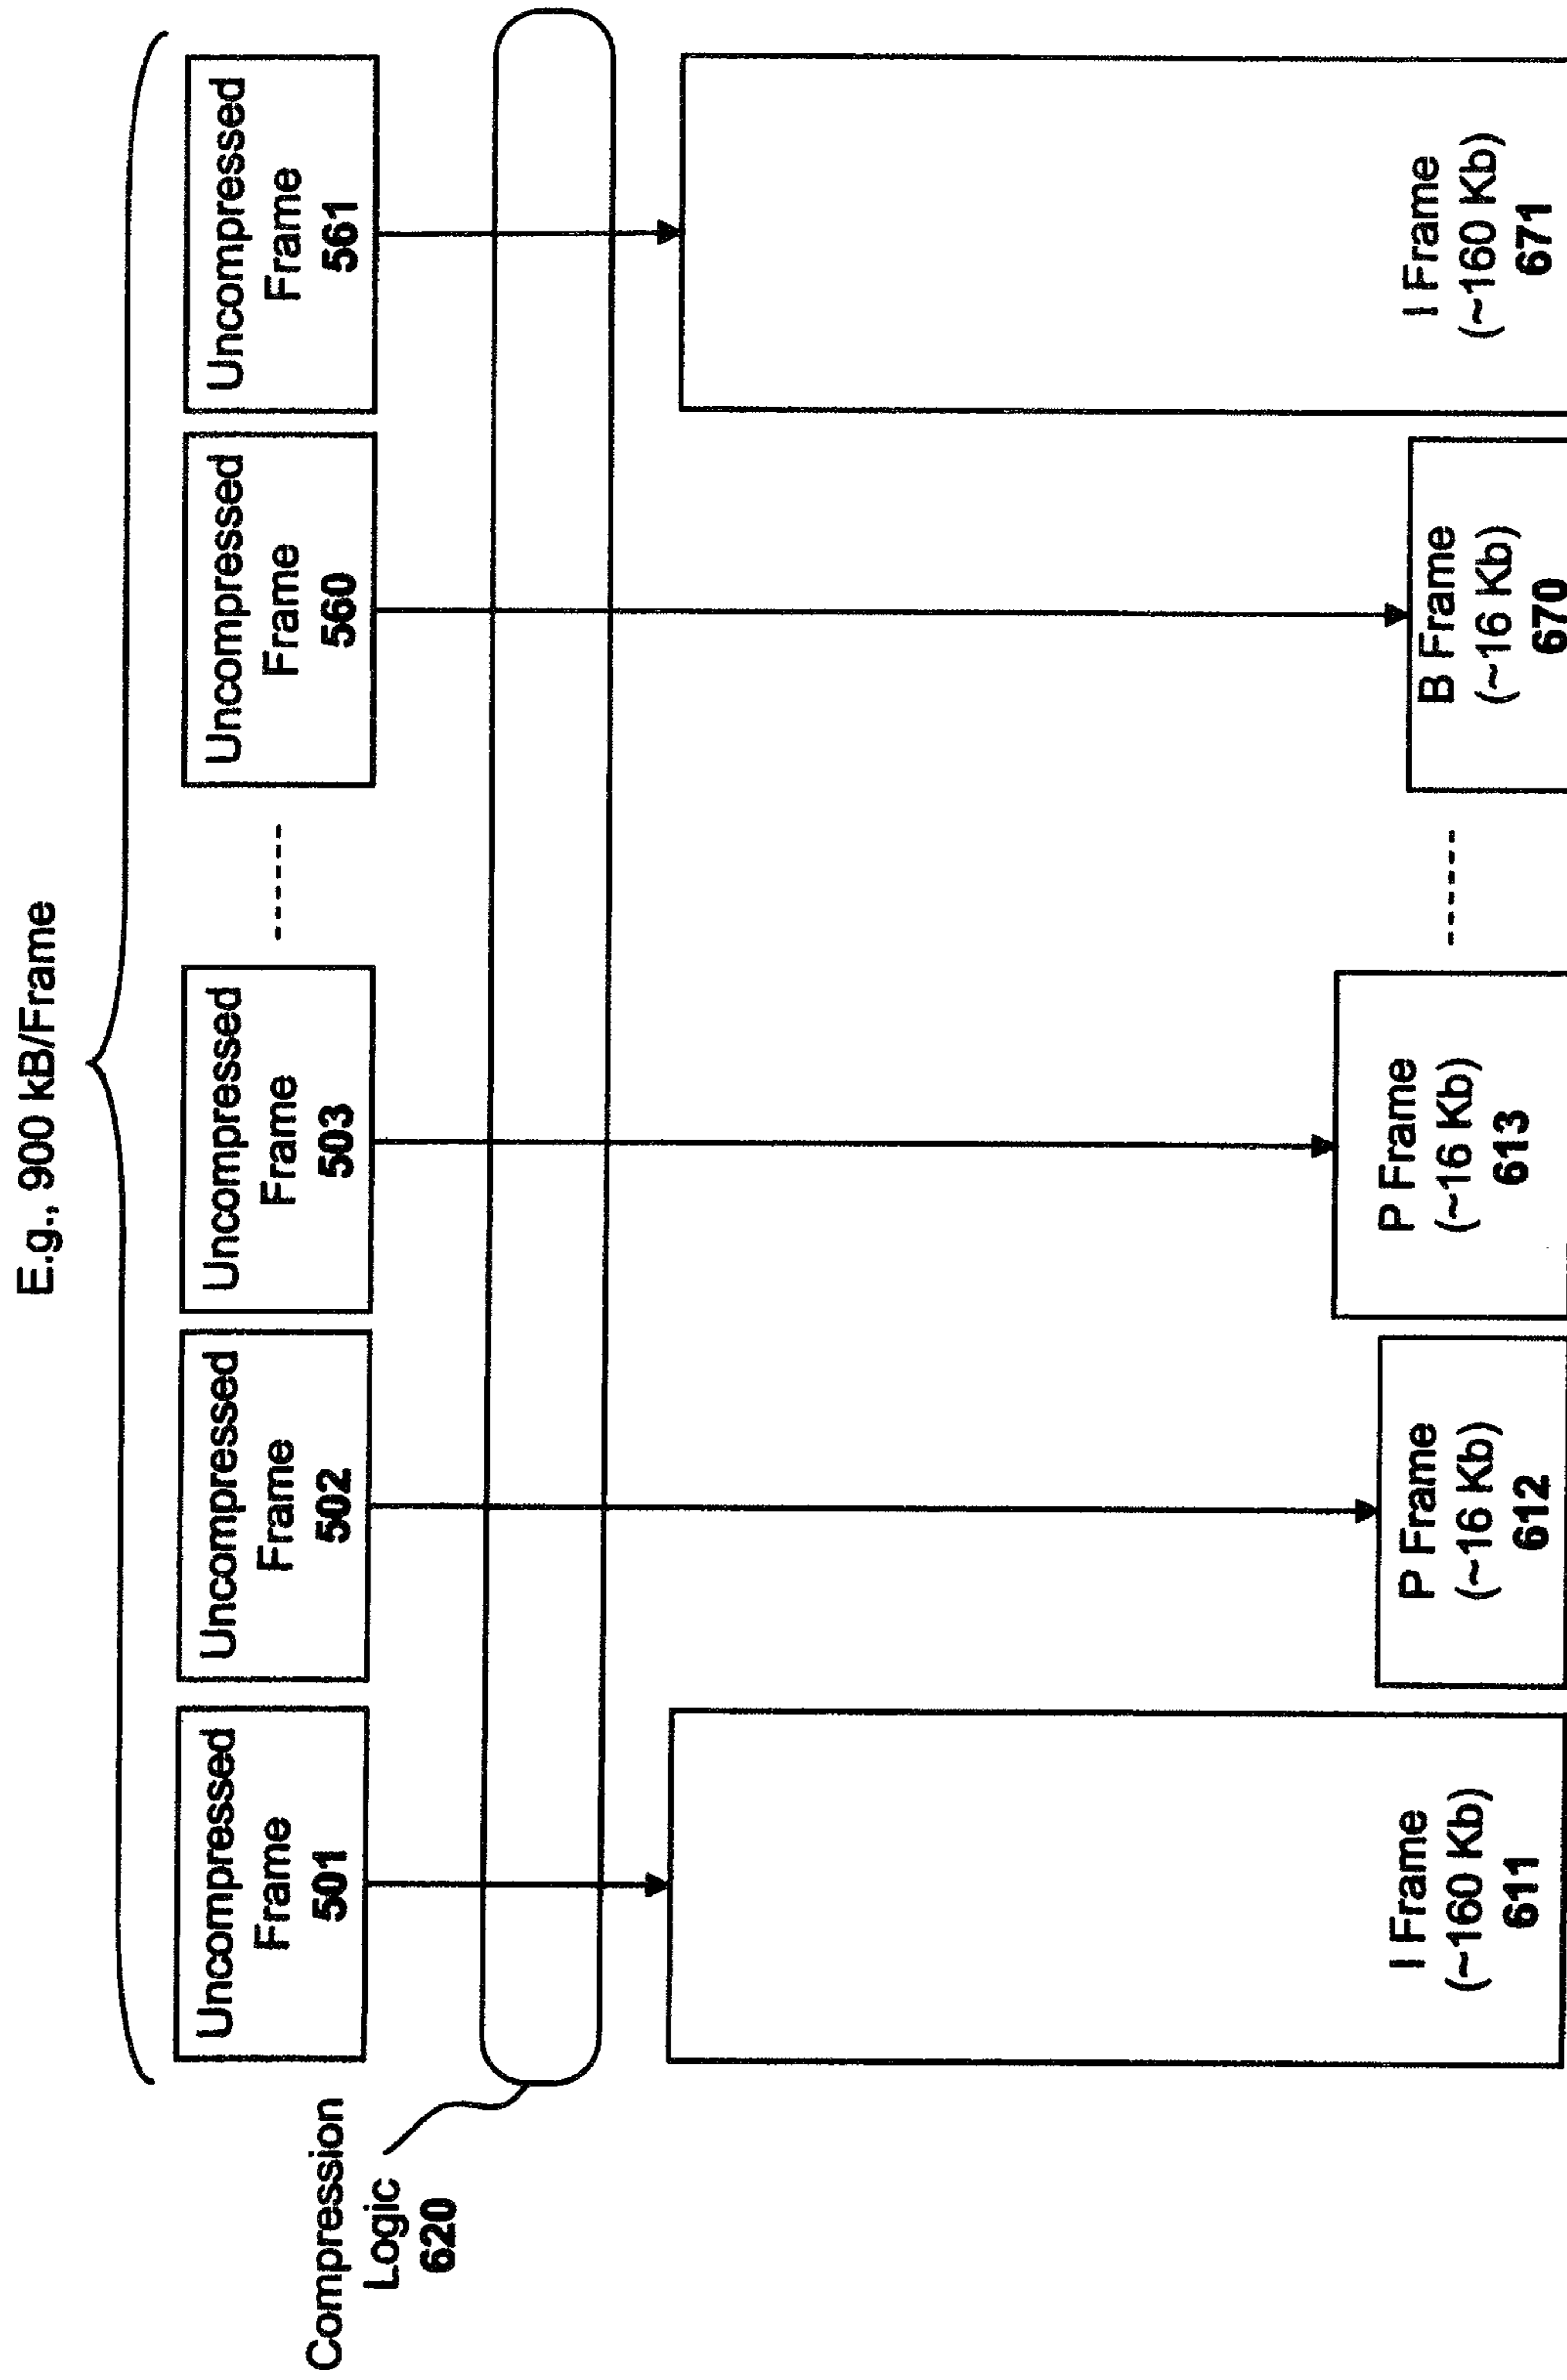 E.g., 900 kB/Frame
Uncompressed
Frame
501
Uncompressed
Frame
502
Uncompressed
Frame
503
------
Uncompressed
Frame
560
Uncompressed
Frame
561
Compression
Logic
620
I Frame
(~160 Kb)
611
P Frame
(~16 Kb)
612
P Frame
(~16 Kb)
613
------
B Frame
(~16 Kb)
670
I Frame
(~160 Kb)
671